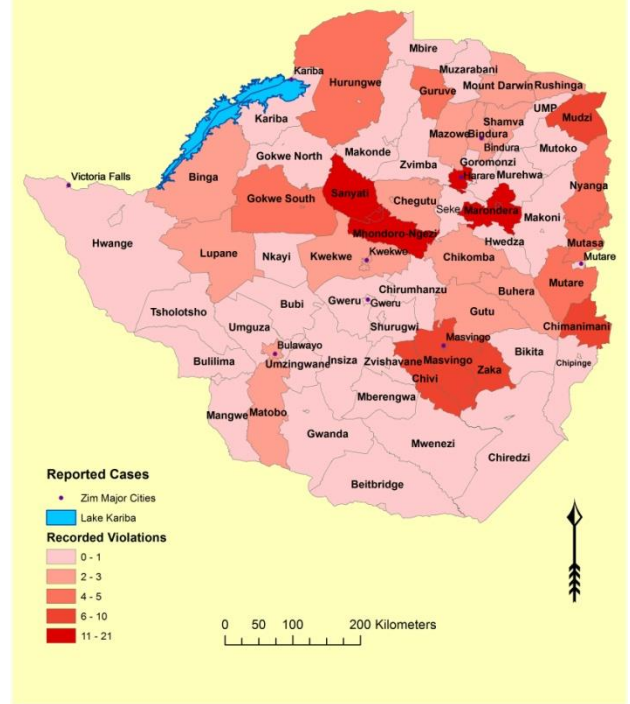 Mbire
Kariba
Muzarabani
Hurungwe
Guruve
Mount Darwin
Rushinga
Kariba
UMP
Mudzi
Shamva
Mazowe
Bigdura
Bindura
Mutoko
Gokwe North
Makonde
Zvimba
Goromonzi
Harare
Murehwa
Victoria Falls
Binga
Sanyati
Nyanga
Gokwe South
Chegutu
Seke
Marondera
Makoni
Hwange
Mhondoro-Ngezi
Hwedza
Mutasa
Lupane
Nkayi
Kwekwe
Kwekwe
Chikomba
Mutare
Mutare
Chirumhanzu
Buhera
Tsholotsho
Bubi
Gweru
Gweru
Gutu
Chimanimani
Umguza
Shurugwi
Bulawayo
Masvingo
Bulilima
Umzingwane
Insiza
Zvishavane
Masvingo
Bikita
Chipinge
Zaka
Chivi
Mberengwa
Mangwe
Matobo
Gwanda
Mwenezi
Chiredzi
Beitbridge
Reported Cases
Zim Major Cities
Lake Kariba
Recorded Violations
0 - 1
2 - 3
4 - 5
6 - 10
11 - 21
0 50 100 200 Kilometers